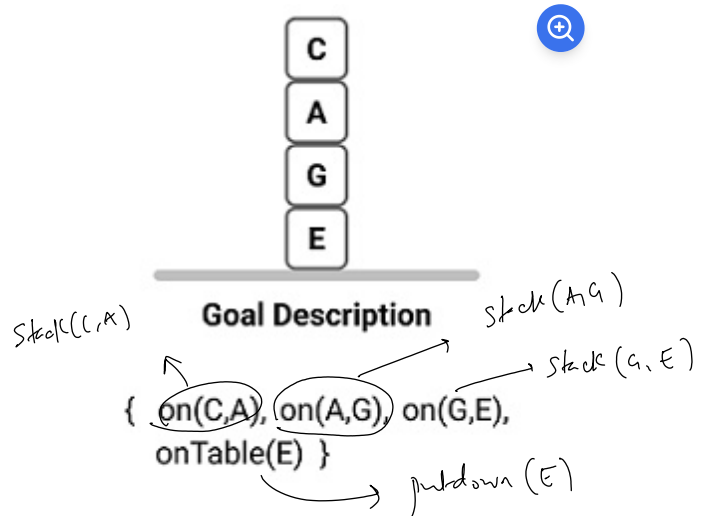 C
A
G
E
Goal Description
stack(C,A)
stack(A,G)
stack(G,E)
{ on(C,A), on(A,G), on(G,E),
onTable(E) }
putdown(E)